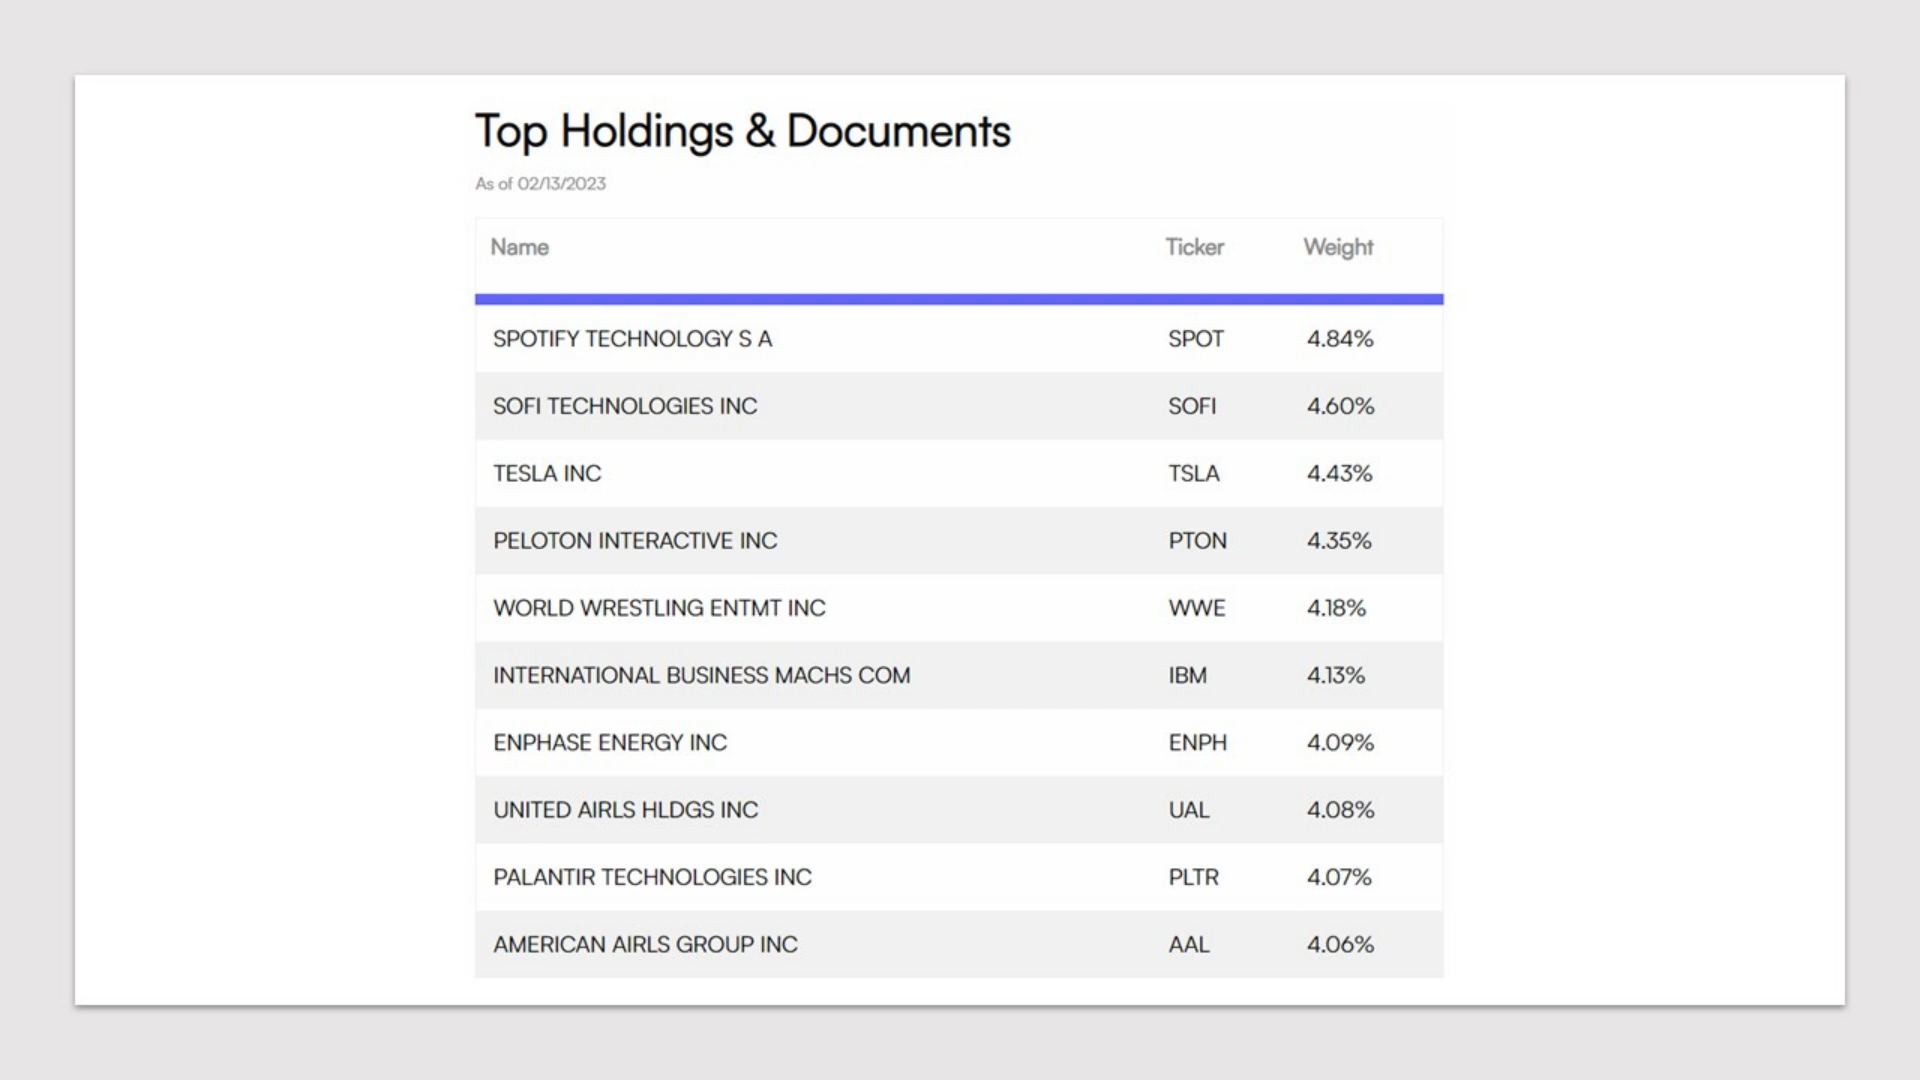 Top Holdings & Documents
As of 02/13/2023
Name Ticker Weight
SPOTIFY TECHNOLOGY S A SPOT 4.84%
SOFI TECHNOLOGIES INC SOFI 4.60%
TESLA INC TSLA 4.43%
PELOTON INTERACTIVE INC PTON 4.35%
WORLD WRESTLING ENTMT INC WWE 4.18%
INTERNATIONAL BUSINESS MACHS COM IBM 4.13%
ENPHASE ENERGY INC ENPH 4.09%
UNITED AIRLS HLDGS INC UAL 4.08%
PALANTIR TECHNOLOGIES INC PLTR 4.07%
AMERICAN AIRLS GROUP INC AAL 4.06%